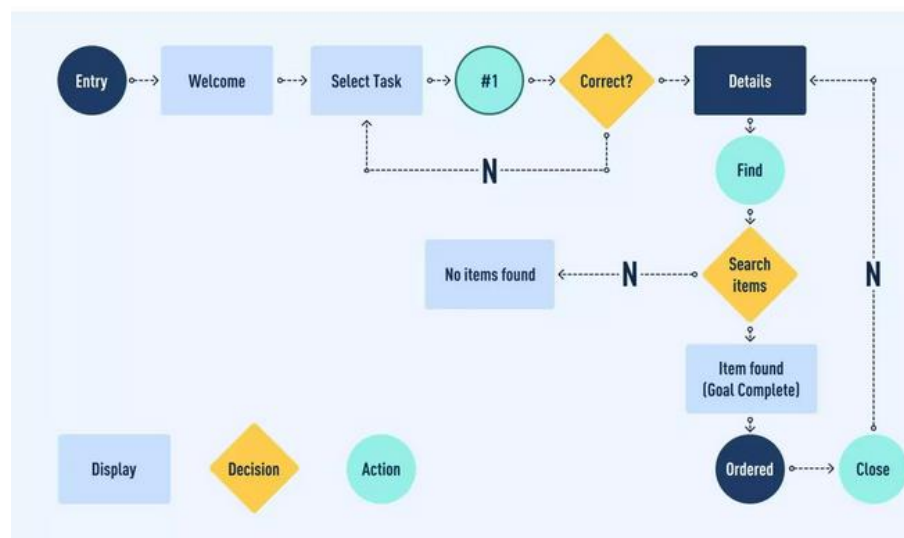 Entry
Welcome
Select Task
#1
Correct?
Details
N
Find
No items found
N
Search
items
N
Item found
(Goal Complete)
Display
Decision
Action
Ordered
Close